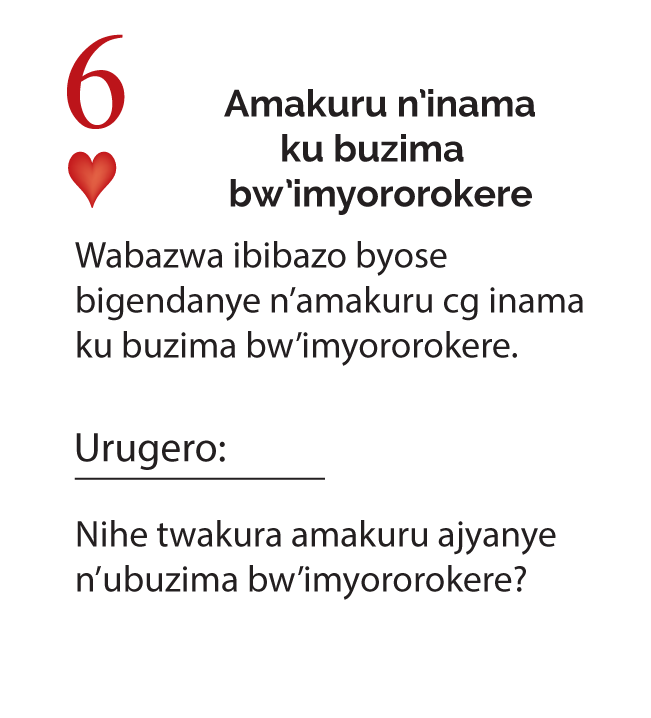 6
Amakuru n'inama
ku buzima
bw'imyororokere
Wabazwa ibibazo byose
bigendanye n’amakuru cg inama
ku buzima bw’imyororokere.
Urugero:
Nihe twakura amakuru ajyanye
n’ubuzima bw’imyororokere?